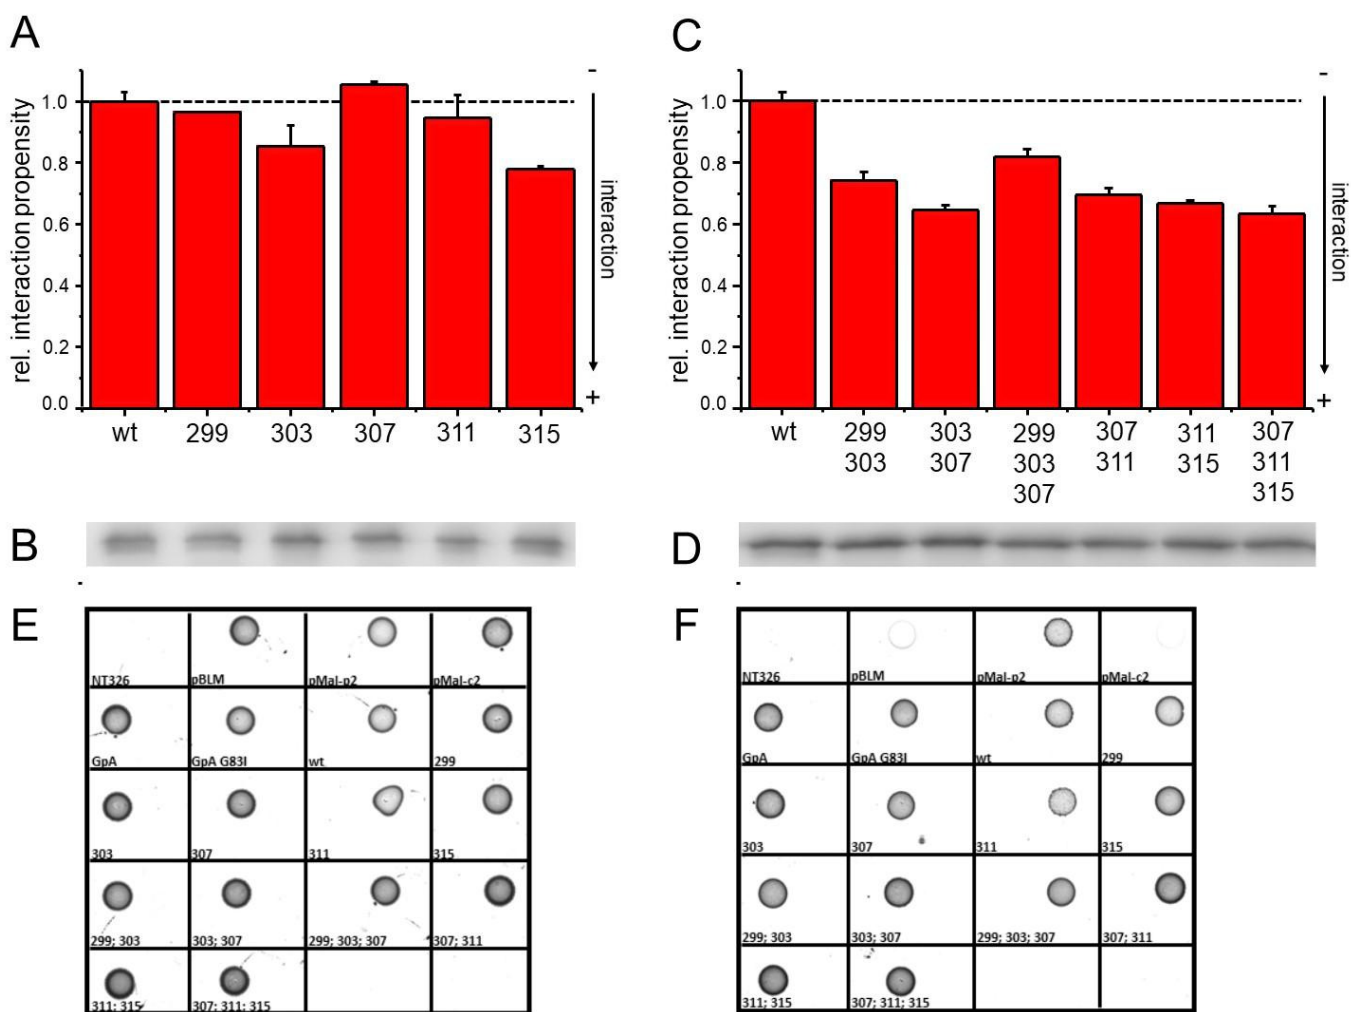 A
C
rel. interaction propensity
1.0
0.8
0.6
0.4
0.2
0.0
wt 299 303 307 311 315
-
interaction
+
rel. interaction propensity
1.0
0.8
0.6
0.4
0.2
0.0
wt 299 303 299 307 311 307
303 307 303 311 315 311
307 315
-
interaction
+
B
D
E
NT326 pBLM pMal-p2 pMal-c2
GpA GpA G83I wt 299
303 307 311 315
299; 303 303; 307 299; 303; 307 307; 311
311; 315 307; 311; 315
F
NT326 pBLM pMal-p2 pMal-c2
GpA GpA G83I wt 299
303 307 311 315
299; 303 303; 307 299; 303; 307 307; 311
311; 315 307; 311; 315